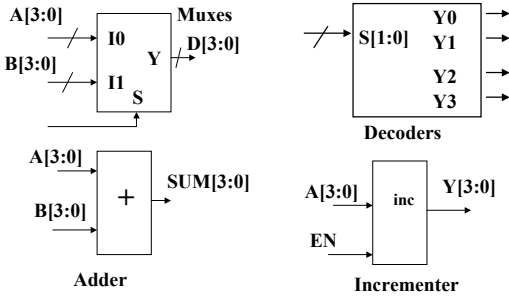 A[3:0]
Muxes
I0
Y
D[3:0]
B[3:0]
I1
S
S[1:0]
Y0
Y1
Y2
Y3
Decoders
A[3:0]
+
SUM[3:0]
B[3:0]
Adder
A[3:0]
inc
Y[3:0]
EN
Incrementer